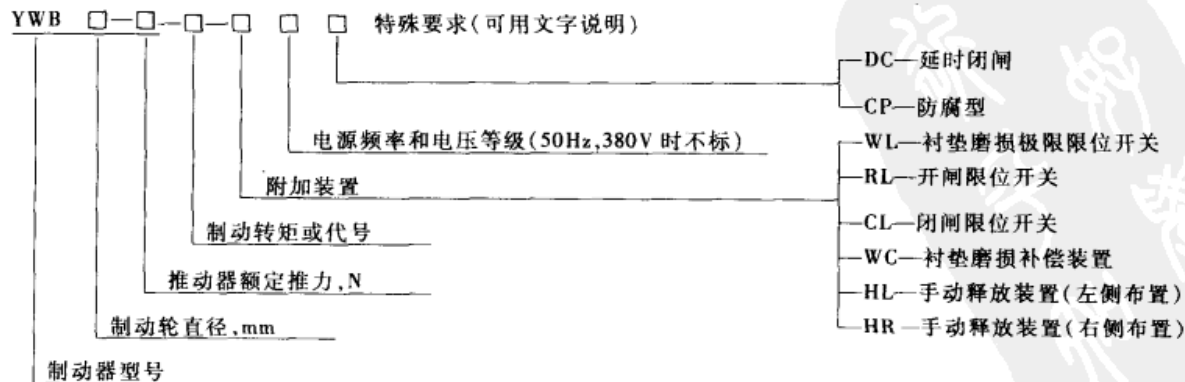 YWB □—□—□—□ □ □ 特殊要求(可用文字说明)
DC—延时闭闸
CP—防腐型
电源频率和电压等级(50Hz,380V 时不标)
WL—衬垫磨损极限限位开关
附加装置
RL—开闸限位开关
制动转矩或代号
CL—闭闸限位开关
WC—衬垫磨损补偿装置
推动器额定推力,N
HL—手动释放装置(左侧布置)
制动轮直径,mm
HR—手动释放装置(右侧布置)
制动器型号